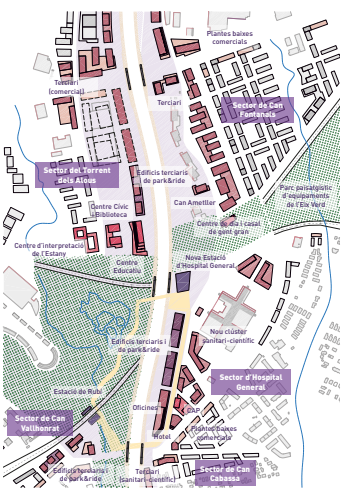 Plantes baixes
comercials
Terciari
(comercial)
Terciari
Sector de Can
Fontanals
Sector del Torrent
dels Alous
Edificis terciaris
de park&ride
Parc paisatgístic
d'equipaments
de l'Eix Verd
Can Ametller
Centre Cívic
i Biblioteca
Centre de dia i casal
de gent gran
Centre d'interpretació
de l'Estany
Centre
Educatiu
Nova Estació
d'Hospital General
Nou clúster
sanitari-científic
Edificis terciaris i
de park&ride
Sector d'Hospital
General
Estació de Rubí
Oficines
CAP
Sector de Can
Vallhonrat
Plantes baixes
comercials
Hotel
Edificis terciaris i
de park&ride
Terciari
(sanitari-científic)
Sector de Can
Cabassa